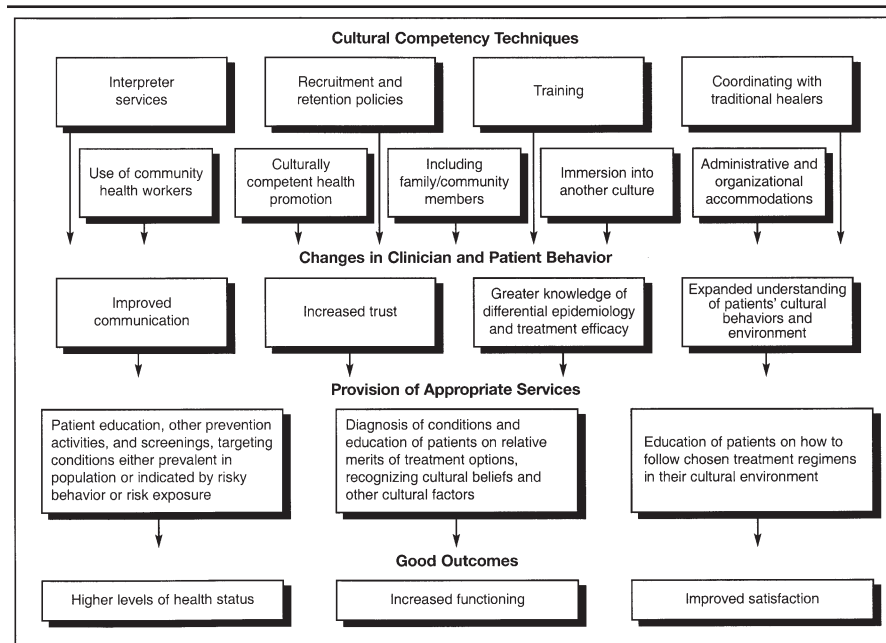 Cultural Competency Techniques
Interpreter
services
Recruitment and
retention policies
Training
Coordinating with
traditional healers
Use of community
health workers
Culturally
competent health
promotion
Including
family/community
members
Immersion into
another culture
Administrative and
organizational
accommodations
Changes in Clinician and Patient Behavior
Improved
communication
Increased trust
Greater knowledge of
differential epidemiology
and treatment efficacy
Expanded understanding
of patients' cultural
behaviors and
environment
Provision of Appropriate Services
Patient education, other prevention
activities, and screenings, targeting
conditions either prevalent in
population or indicated by risky
behavior or risk exposure
Diagnosis of conditions and
education of patients on relative
merits of treatment options,
recognizing cultural beliefs and
other cultural factors
Education of patients on how to
follow chosen treatment regimens
in their cultural environment
Good Outcomes
Higher levels of health status
Increased functioning
Improved satisfaction